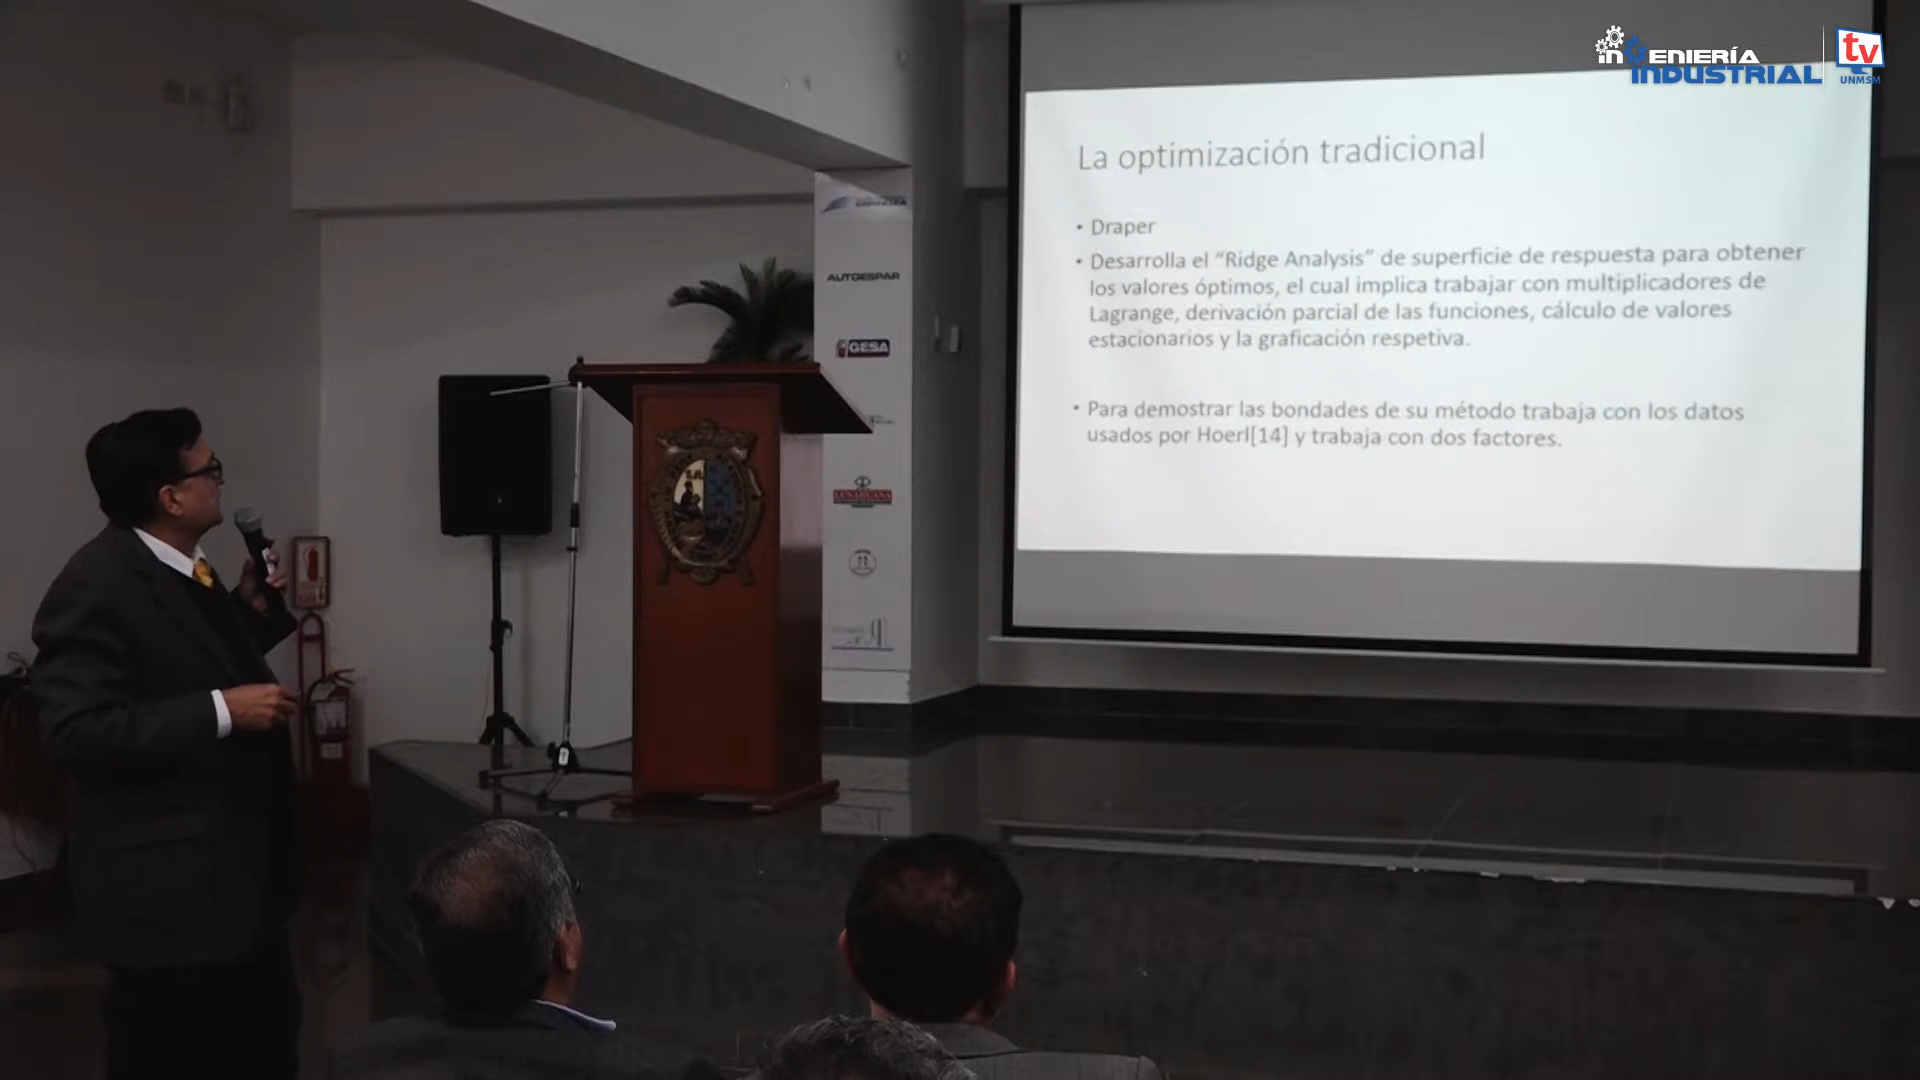 inGENIERÍA
INDUSTRIAL
tv
UNMSM
La optimización tradicional
• Draper
• Desarrolla el “Ridge Analysis” de superficie de respuesta para obtener
los valores óptimos, el cual implica trabajar con multiplicadores de
Lagrange, derivación parcial de las funciones, cálculo de valores
estacionarios y la graficación respetiva.
• Para demostrar las bondades de su método trabaja con los datos
usados por Hoerl[14] y trabaja con dos factores.
ESPINOZA
AUTOESPAR
GESA